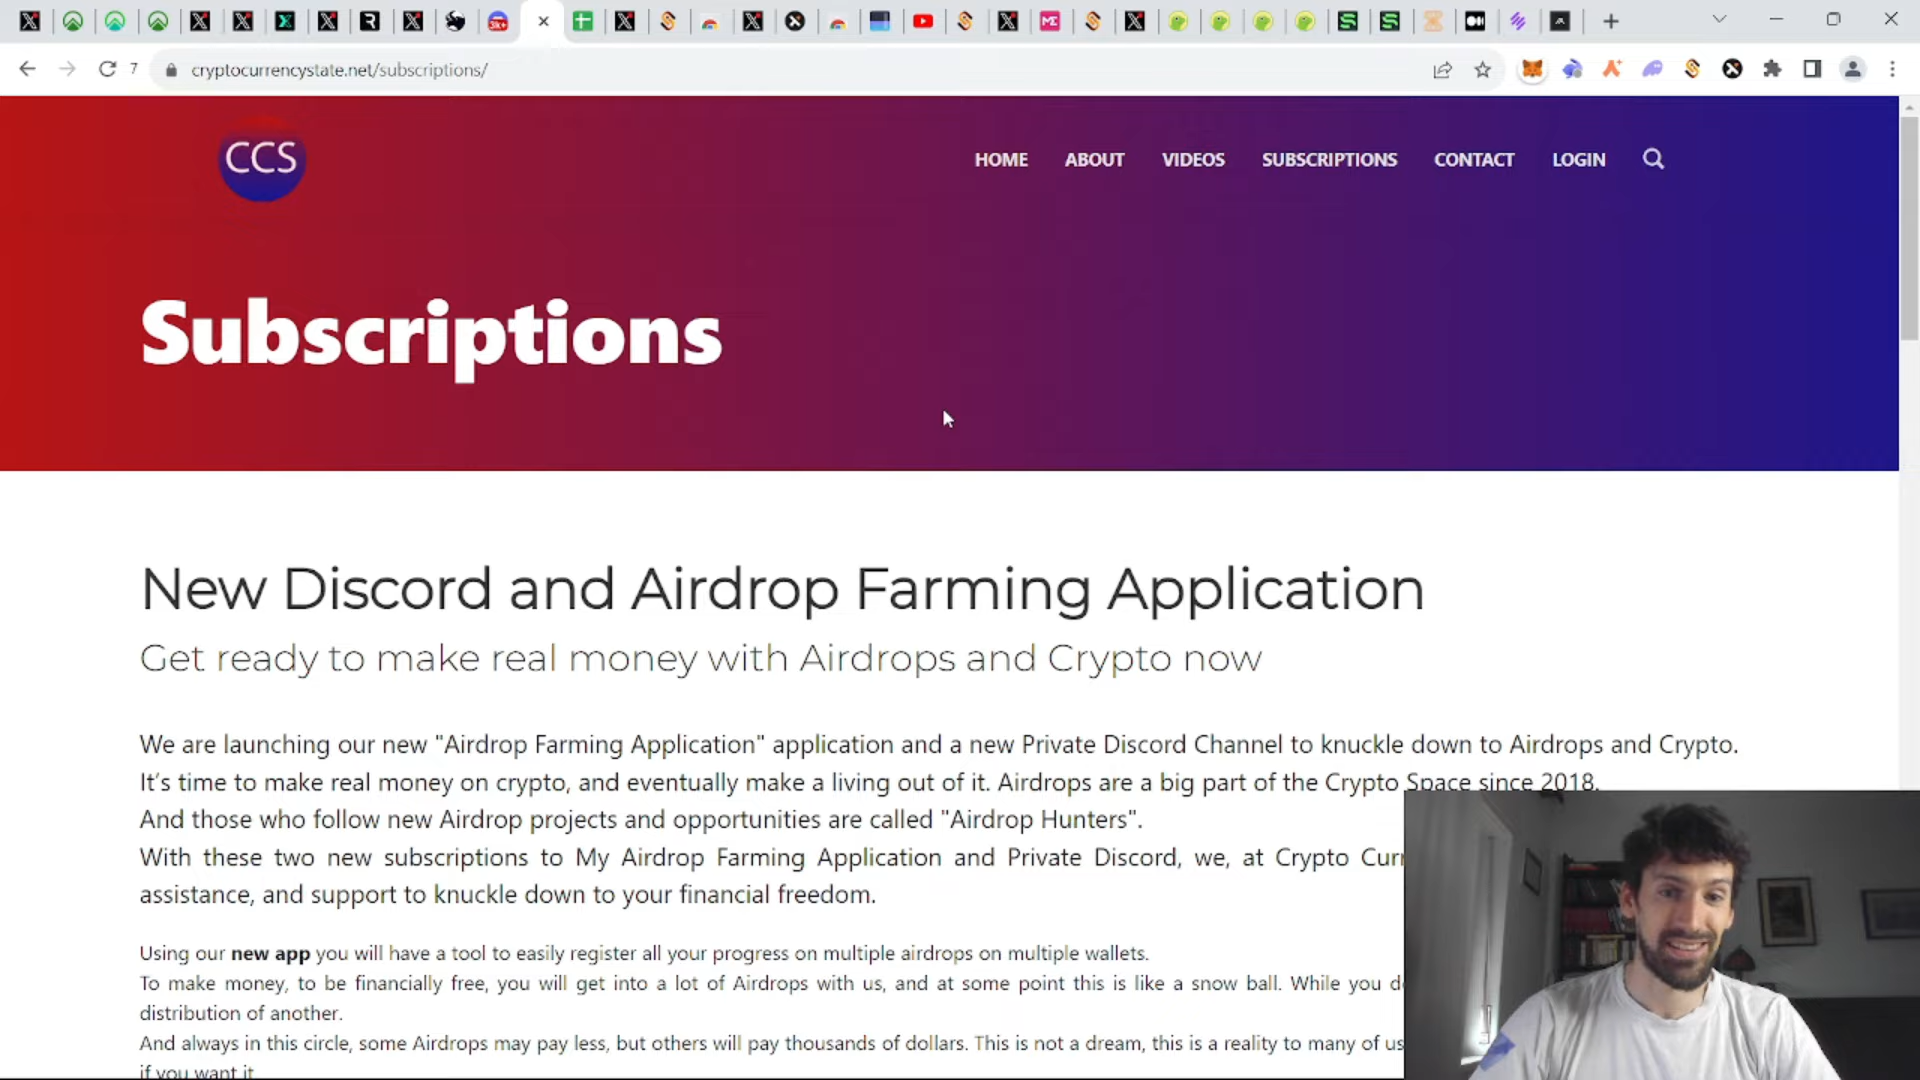 7
cryptocurrencystate.net/subscriptions/
CCS
HOME
ABOUT
VIDEOS
SUBSCRIPTIONS
CONTACT
LOGIN
Subscriptions
New Discord and Airdrop Farming Application
Get ready to make real money with Airdrops and Crypto now
We are launching our new "Airdrop Farming Application" application and a new Private Discord Channel to knuckle down to Airdrops and Crypto.
It's time to make real money on crypto, and eventually make a living out of it. Airdrops are a big part of the Crypto Space since 2018.
And those who follow new Airdrop projects and opportunities are called "Airdrop Hunters".
With these two new subscriptions to My Airdrop Farming Application and Private Discord, we, at Crypto
assistance, and support to knuckle down to your financial freedom.
Using our new app you will have a tool to easily register all your progress on multiple airdrops on multiple wallets.
To make money, to be financially free, you will get into a lot of Airdrops with us, and at some point this is like a snow ball. While you
distribution of another.
And always in this circle, some Airdrops may pay less, but others will pay thousands of dollars. This is not a dream, this is a reality to many of us
if you want it